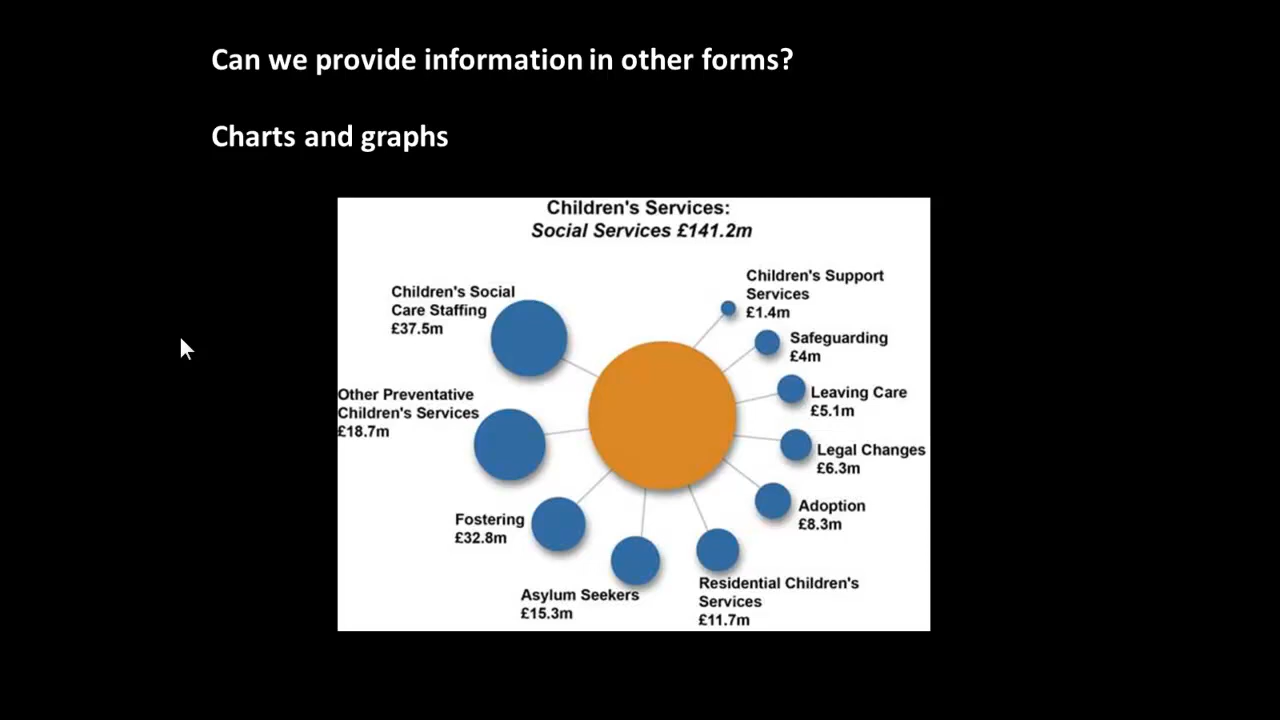 Can we provide information in other forms?
Charts and graphs
Children's Services:
Social Services £141.2m
Children's Support
Services
£1.4m
Safeguarding
£4m
Leaving Care
£5.1m
Legal Changes
£6.3m
Adoption
£8.3m
Residential Children's
Services
£11.7m
Asylum Seekers
£15.3m
Fostering
£32.8m
Other Preventative
Children's Services
£18.7m
Children's Social
Care Staffing
£37.5m